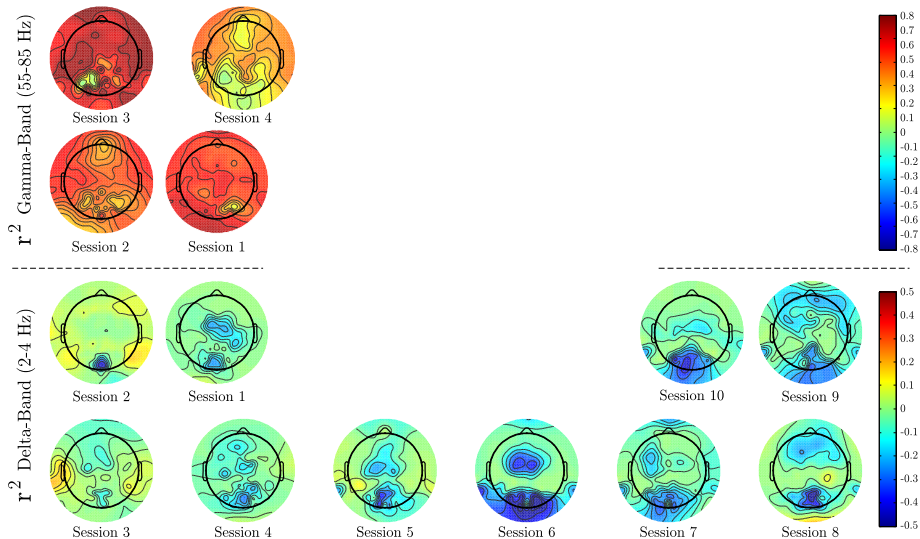 r² Gamma-Band (55-85 Hz)
Session 3
Session 4
Session 2
Session 1
0.8
0.8
0.7
0.6
0.5
0.4
0.3
0.2
0.1
0
-0.1
-0.2
-0.3
-0.4
-0.5
-0.6
-0.7
-0.8
r² Delta-Band (2-4 Hz)
Session 2
Session 1
Session 10
Session 9
Session 3
Session 4
Session 5
Session 6
Session 7
Session 8
0.5
0.4
0.3
0.2
0.1
0
-0.1
-0.2
-0.3
-0.4
-0.5